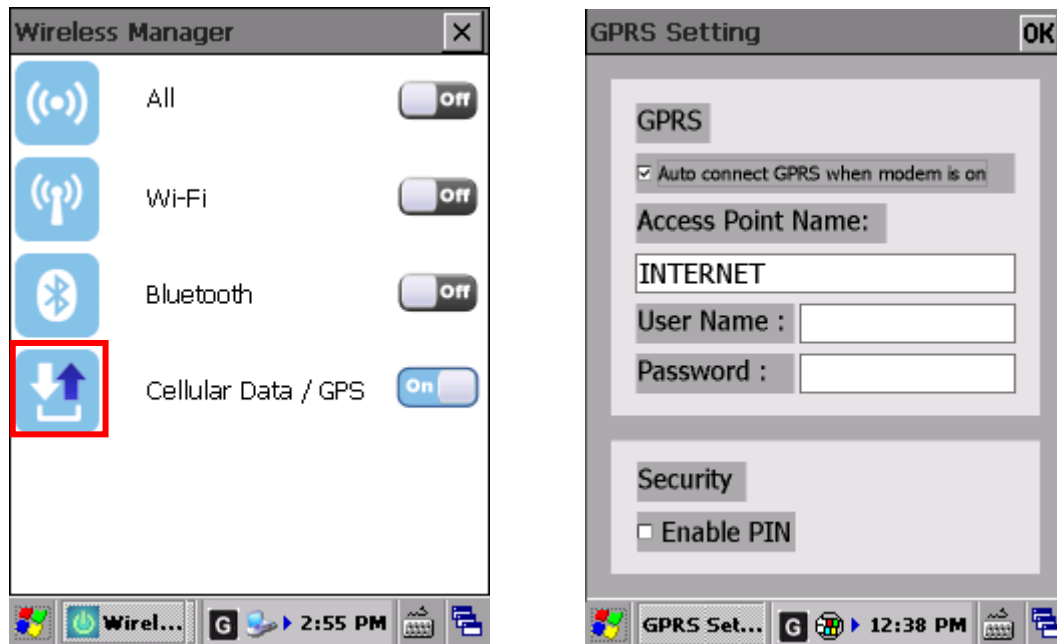 Wireless Manager
All
Off
Wi-Fi
Off
Bluetooth
Off
Cellular Data / GPS
On
Wirel...
G
2:55 PM
GPRS Setting
OK
GPRS
Auto connect GPRS when modem is on
Access Point Name:
INTERNET
User Name :
Password :
Security
Enable PIN
GPRS Set...
G
12:38 PM